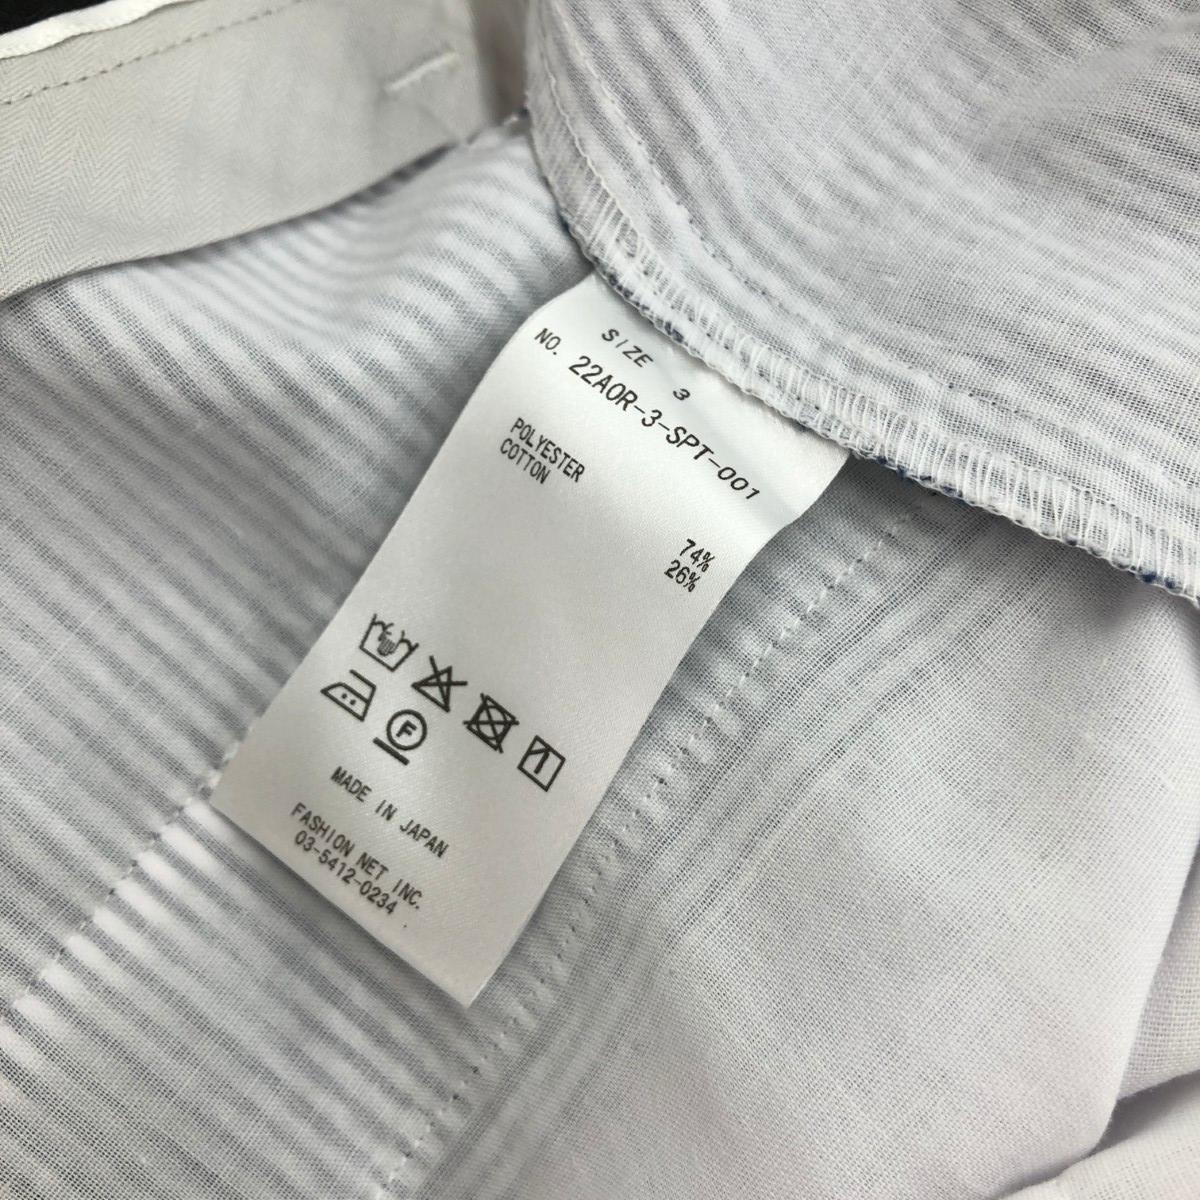 SIZE 3
NO. 22AOR-3-SPT-001
POLYESTER 74%
COTTON 26%
F
MADE IN JAPAN
FASHION NET INC.
03-5412-0234